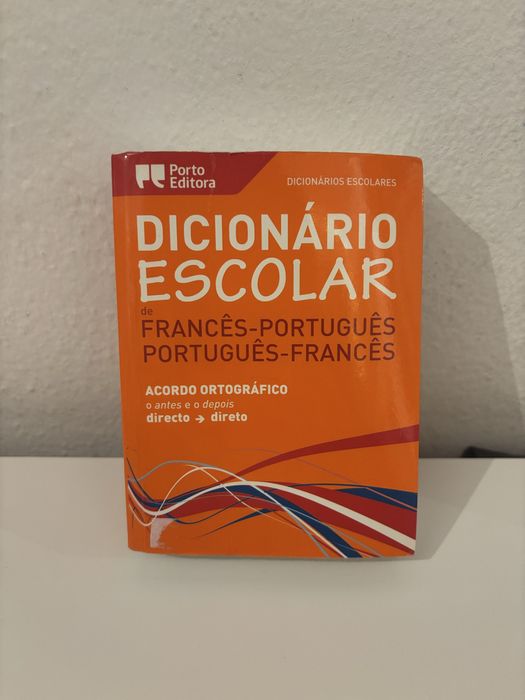 Porto
Editora
DICIONÁRIOS ESCOLARES
DICIONÁRIO
ESCOLAR
de
FRANCÊS-PORTUGUÊS
PORTUGUÊS-FRANCÊS
ACORDO ORTOGRÁFICO
o antes e o depois
directo → direto